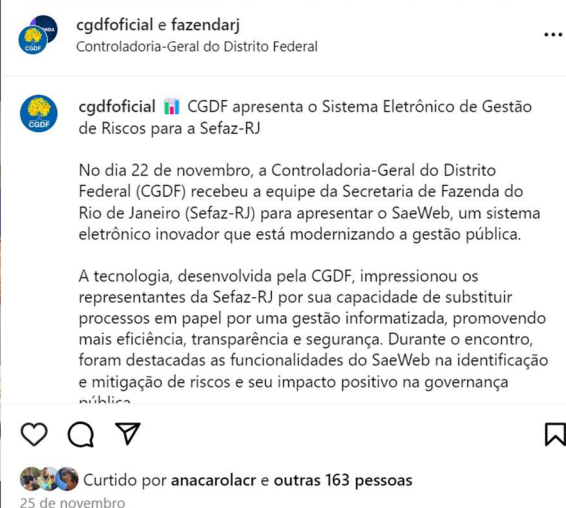 cgdfoficial e fazendarj
Controladoria-Geral do Distrito Federal
NDA
CGDF
CGDF
cgdfoficial 📊 CGDF apresenta o Sistema Eletrônico de Gestão
de Riscos para a Sefaz-RJ
No dia 22 de novembro, a Controladoria-Geral do Distrito
Federal (CGDF) recebeu a equipe da Secretaria de Fazenda do
Rio de Janeiro (Sefaz-RJ) para apresentar o SaeWeb, um sistema
eletrônico inovador que está modernizando a gestão pública.
A tecnologia, desenvolvida pela CGDF, impressionou os
representantes da Sefaz-RJ por sua capacidade de substituir
processos em papel por uma gestão informatizada, promovendo
mais eficiência, transparência e segurança. Durante o encontro,
foram destacadas as funcionalidades do SaeWeb na identificação
e mitigação de riscos e seu impacto positivo na governança
pública
Curtido por anacarolacr e outras 163 pessoas
25 de novembro